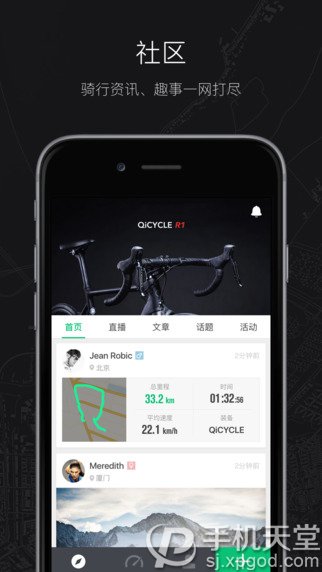 社区
骑行资讯、趣事一网打尽
QiCYCLE R1
首页 直播 文章 话题 活动
Jean Robic 2分钟前
北京
总里程 时间
33.2 km 01:32:56
平均速度 装备
22.1 km/h QiCYCLE
Meredith 2分钟前
厦门
手机天堂
sj.xpgod.com